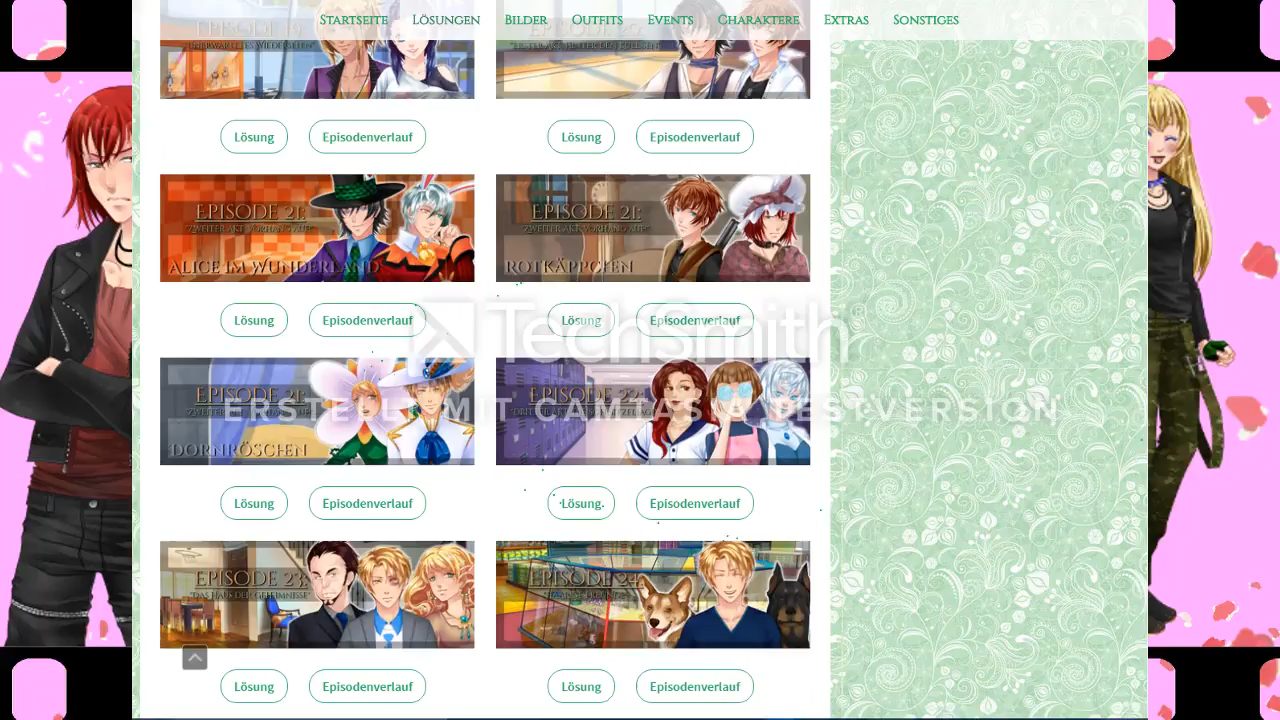 STARTSEITE LÖSUNGEN BILDER OUTFITS EVENTS CHARAKTERE EXTRAS SONSTIGES
Lösung Episodenverlauf Lösung Episodenverlauf
EPISODE 21:
"ZWEITER AKT: VORHANG AUF!"
ALICE IM WUNDERLAND
EPISODE 21:
"ZWEITER AKT: VORHANG AUF!"
ROTKÄPPCHEN
Lösung Episodenverlauf Lösung Episodenverlauf
TechSmith
ERSTELLT MIT CAMTASIA TESTVERSION
EPISODE 21:
DORNRÖSCHEN
EPISODE 22:
Lösung Episodenverlauf Lösung Episodenverlauf
EPISODE 23:
"DAS HAUS DER GEHEIMNISSE"
EPISODE 24:
Lösung Episodenverlauf Lösung Episodenverlauf